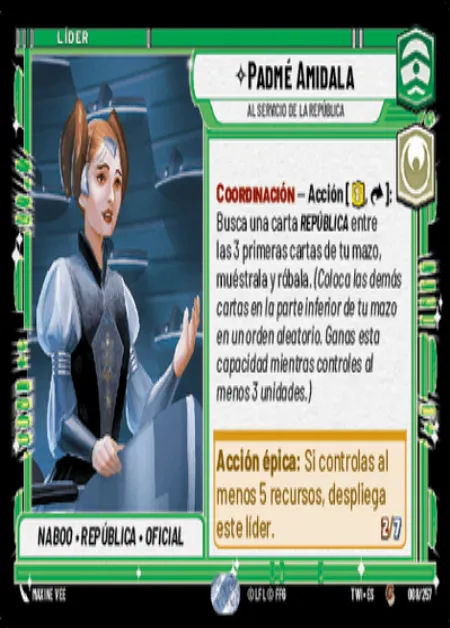 LÍDER
PADMÉ AMIDALA
AL SERVICIO DE LA REPÚBLICA
COORDINACIÓN – Acción [1, ]:
Busca una carta REPÚBLICA entre
las 3 primeras cartas de tu mazo,
muéstrala y róbala. (Coloca las demás
cartas en la parte inferior de tu mazo
en un orden aleatorio. Ganas esta
capacidad mientras controles al
menos 3 unidades.)
Acción épica: Si controlas al
menos 5 recursos, despliega
este líder.
2/7
NABOO • REPÚBLICA • OFICIAL
MAXINE VEE
© LFL © FFG
TWI • ES
008/257